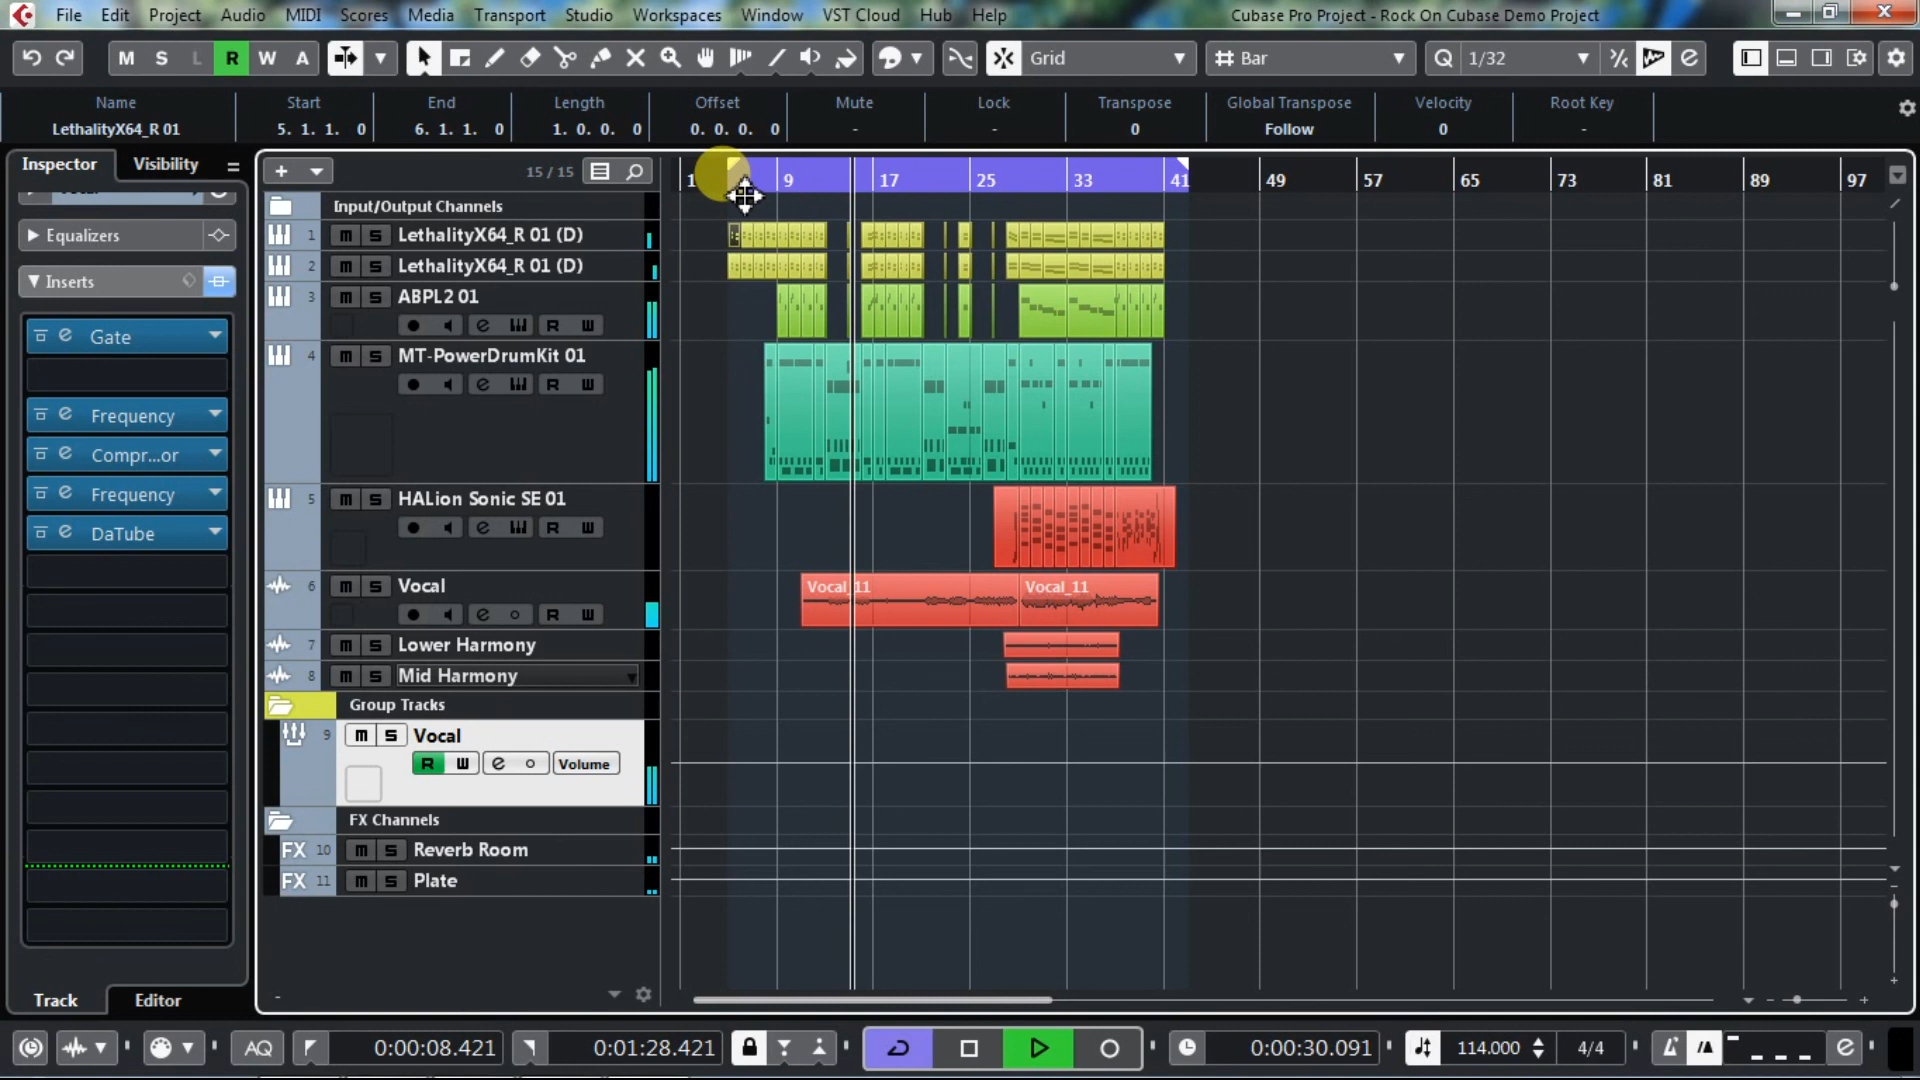 File Edit Project Audio MIDI Scores Media Transport Studio Workspaces Window VST Cloud Hub Help
Cubase Pro Project - Rock On Cubase Demo Project
M S L R W A
Grid
Bar
Q 1/32
Name Start End Length Offset Mute Lock Transpose Global Transpose Velocity Root Key
LethalityX64_R 01 5. 1. 1. 0 6. 1. 1. 0 1. 0. 0. 0 0. 0. 0. 0 - - 0 Follow 0 -
Inspector Visibility
15 / 15
1 9 17 25 33 41 49 57 65 73 81 89 97
Equalizers
Inserts
Gate
Frequency
Compr...or
Frequency
DaTube
Track Editor
Input/Output Channels
1 m S LethalityX64_R 01 (D)
2 m S LethalityX64_R 01 (D)
3 m S ABPL2 01
e R W
4 m S MT-PowerDrumKit 01
e R W
5 m S HALion Sonic SE 01
e R W
6 m S Vocal
e R W
Vocal_11 Vocal_11
7 m S Lower Harmony
8 m S Mid Harmony
Group Tracks
9 m S Vocal
R W e Volume
FX Channels
FX 10 m S Reverb Room
FX 11 m S Plate
AQ 0:00:08.421 0:01:28.421 0:00:30.091 114.000 4/4